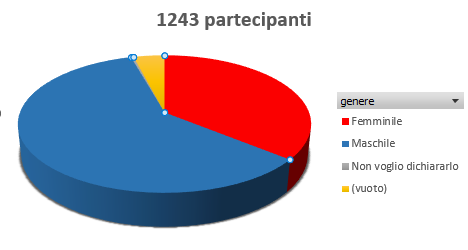 1243 partecipanti
genere
Femminile
Maschile
Non voglio dichiararlo
(vuoto)